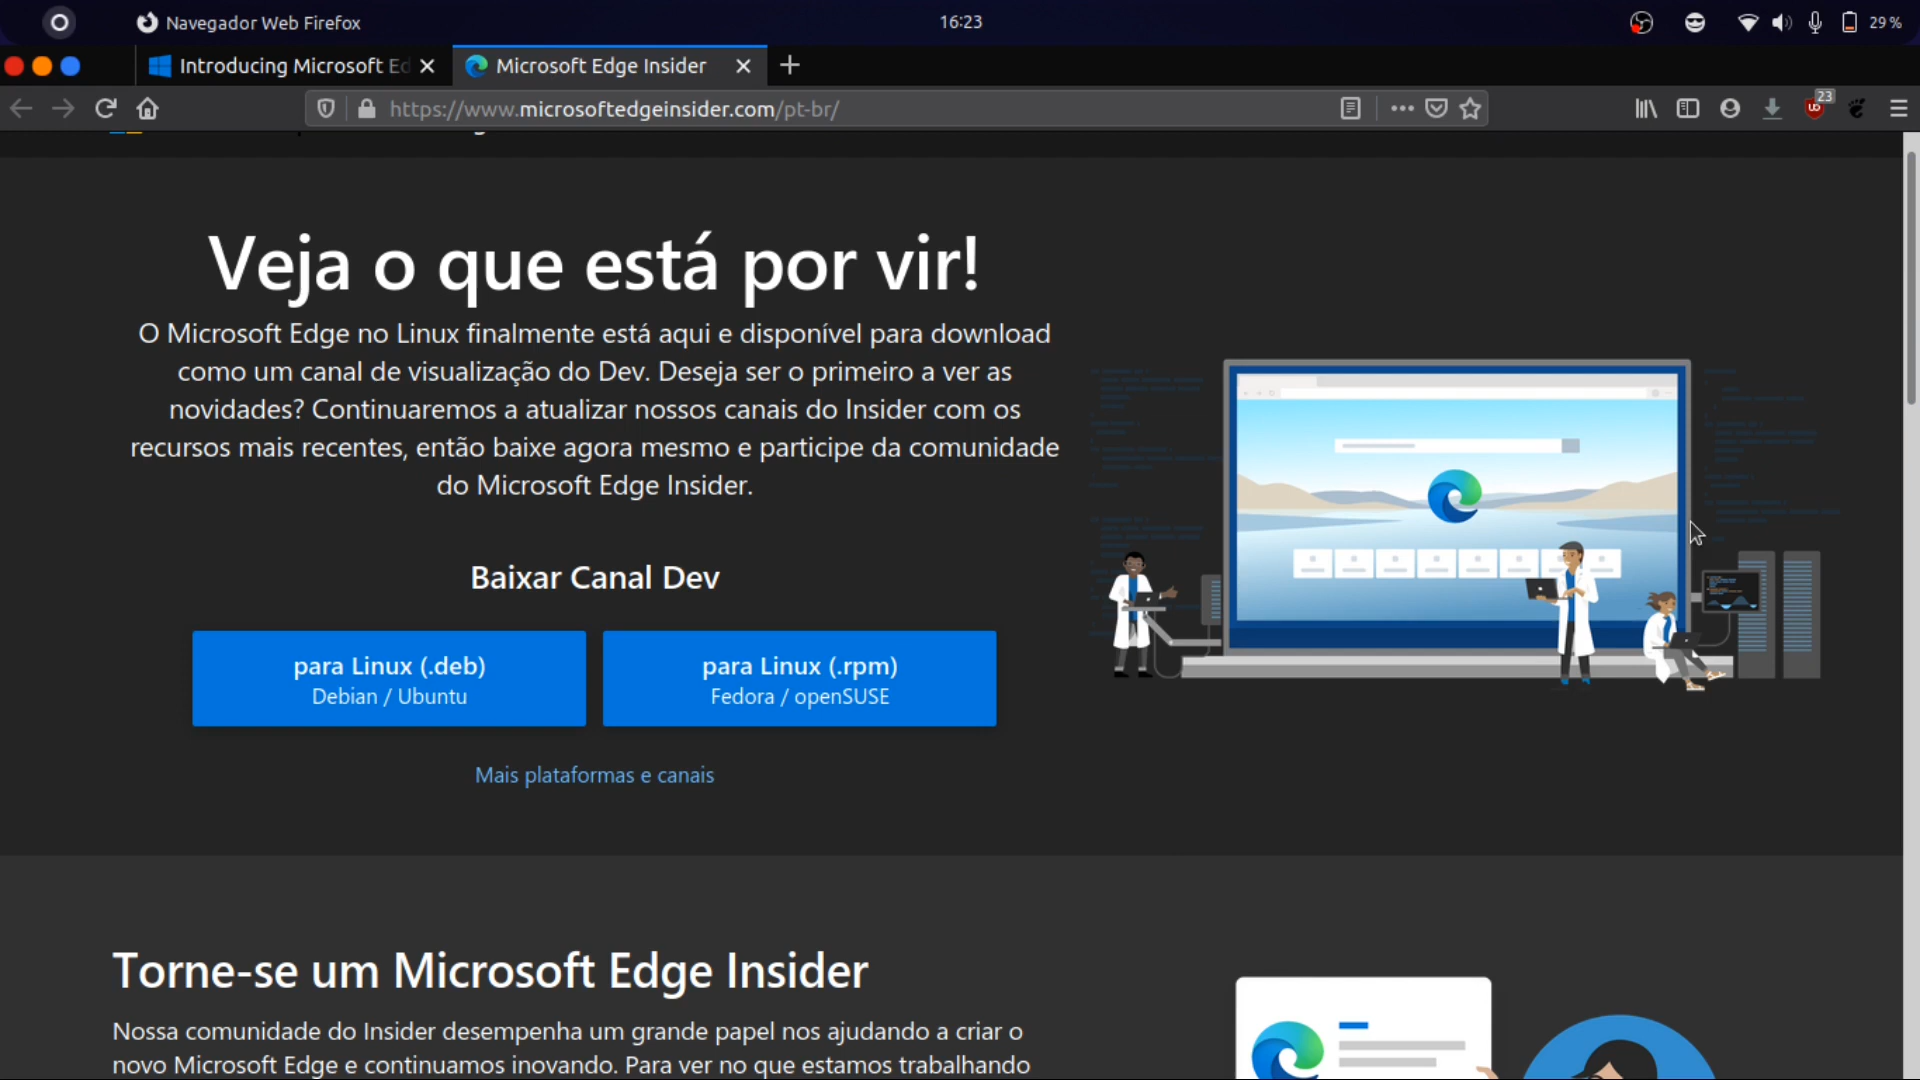 Navegador Web Firefox
16:23
29 %
Introducing Microsoft Ed
Microsoft Edge Insider
https://www.microsoftedgeinsider.com/pt-br/
23
Veja o que está por vir!
O Microsoft Edge no Linux finalmente está aqui e disponível para download
como um canal de visualização do Dev. Deseja ser o primeiro a ver as
novidades? Continuaremos a atualizar nossos canais do Insider com os
recursos mais recentes, então baixe agora mesmo e participe da comunidade
do Microsoft Edge Insider.
Baixar Canal Dev
para Linux (.deb)
Debian / Ubuntu
para Linux (.rpm)
Fedora / openSUSE
Mais plataformas e canais
Torne-se um Microsoft Edge Insider
Nossa comunidade do Insider desempenha um grande papel nos ajudando a criar o
novo Microsoft Edge e continuamos inovando. Para ver no que estamos trabalhando